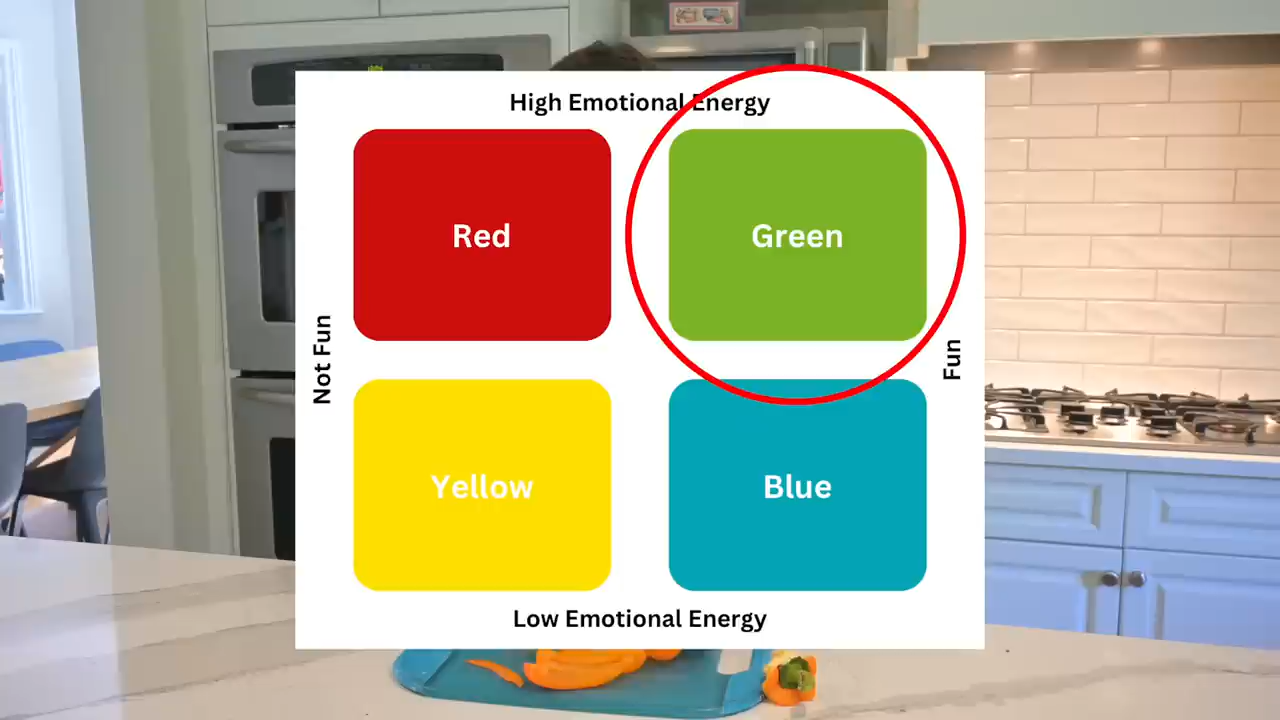 High Emotional Energy
Red
Green
Not Fun
Fun
Yellow
Blue
Low Emotional Energy